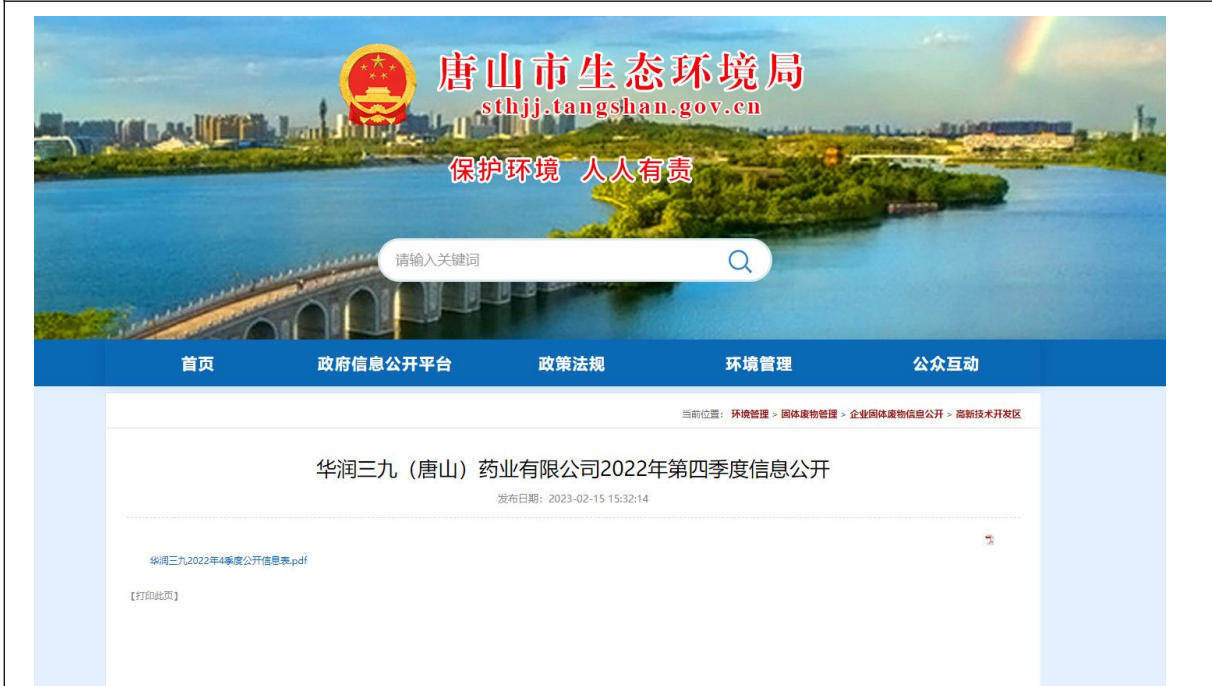 唐山市生态环境局
sthjj.tangshan.gov.cn
保护环境 人人有责
请输入关键词
首页 政府信息公开平台 政策法规 环境管理 公众互动
当前位置: 环境管理 > 固体废物管理 > 企业固体废物信息公开 > 高新技术开发区
华润三九（唐山）药业有限公司2022年第四季度信息公开
发布日期: 2023-02-15 15:32:14
华润三九2022年4季度公开信息表.pdf
【打印此页】